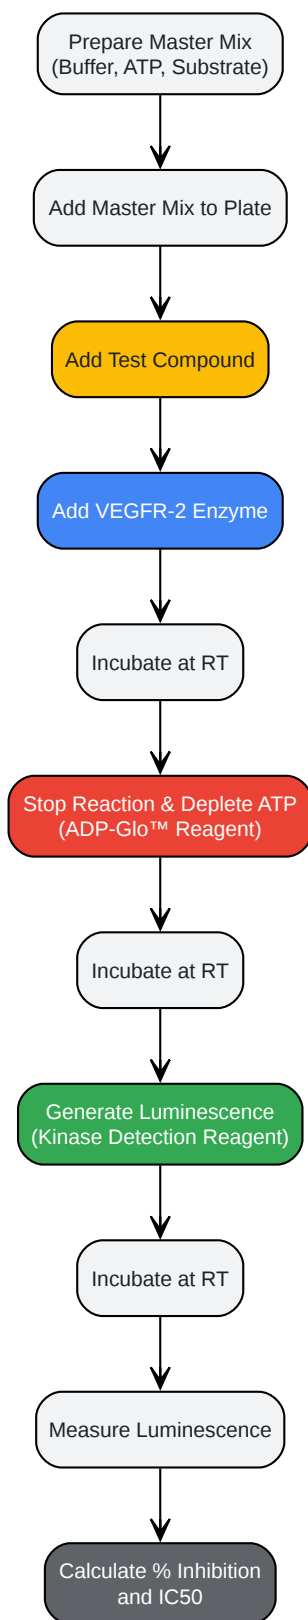 Prepare Master Mix
(Buffer, ATP, Substrate)
Add Master Mix to Plate
Add Test Compound
Add VEGFR-2 Enzyme
Incubate at RT
Stop Reaction & Deplete ATP
(ADP-Glo™ Reagent)
Incubate at RT
Generate Luminescence
(Kinase Detection Reagent)
Incubate at RT
Measure Luminescence
Calculate % Inhibition
and IC50